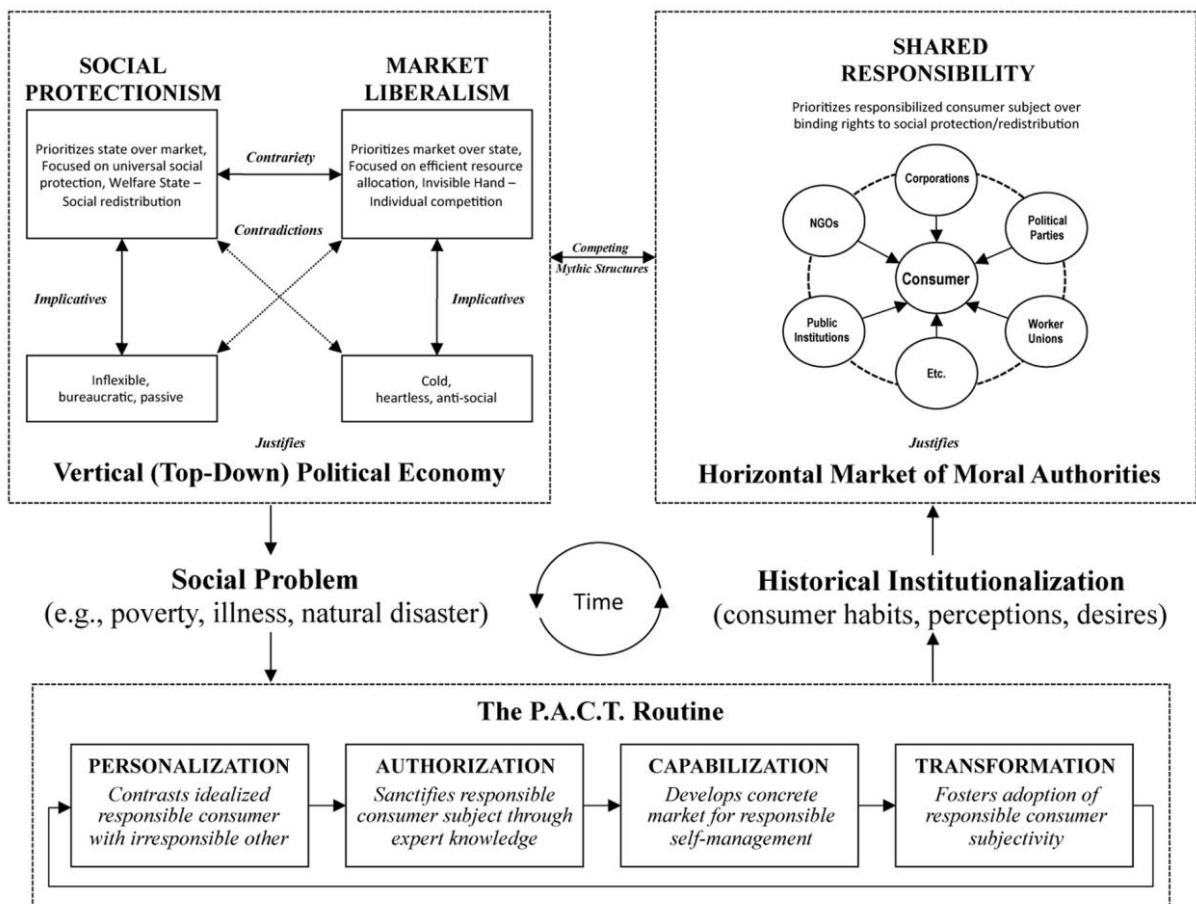 SOCIAL
PROTECTIONISM
MARKET
LIBERALISM
Prioritizes state over market,
Focused on universal social
protection, Welfare State –
Social redistribution
Contrariety
Prioritizes market over state,
Focused on efficient resource
allocation, Invisible Hand –
Individual competition
Contradictions
Implicatives
Implicatives
Inflexible,
bureaucratic, passive
Cold,
heartless, anti-social
Justifies
Vertical (Top-Down) Political Economy
Competing
Mythic Structures
SHARED
RESPONSIBILITY
Prioritizes responsibilized consumer subject over
binding rights to social protection/redistribution
Corporations
NGOs
Political
Parties
Consumer
Public
Institutions
Worker
Unions
Etc.
Justifies
Horizontal Market of Moral Authorities
Social Problem
(e.g., poverty, illness, natural disaster)
Time
Historical Institutionalization
(consumer habits, perceptions, desires)
The P.A.C.T. Routine
PERSONALIZATION
Contrasts idealized
responsible consumer
with irresponsible other
AUTHORIZATION
Sanctifies responsible
consumer subject through
expert knowledge
CAPABILIZATION
Develops concrete
market for responsible
self-management
TRANSFORMATION
Fosters adoption of
responsible consumer
subjectivity